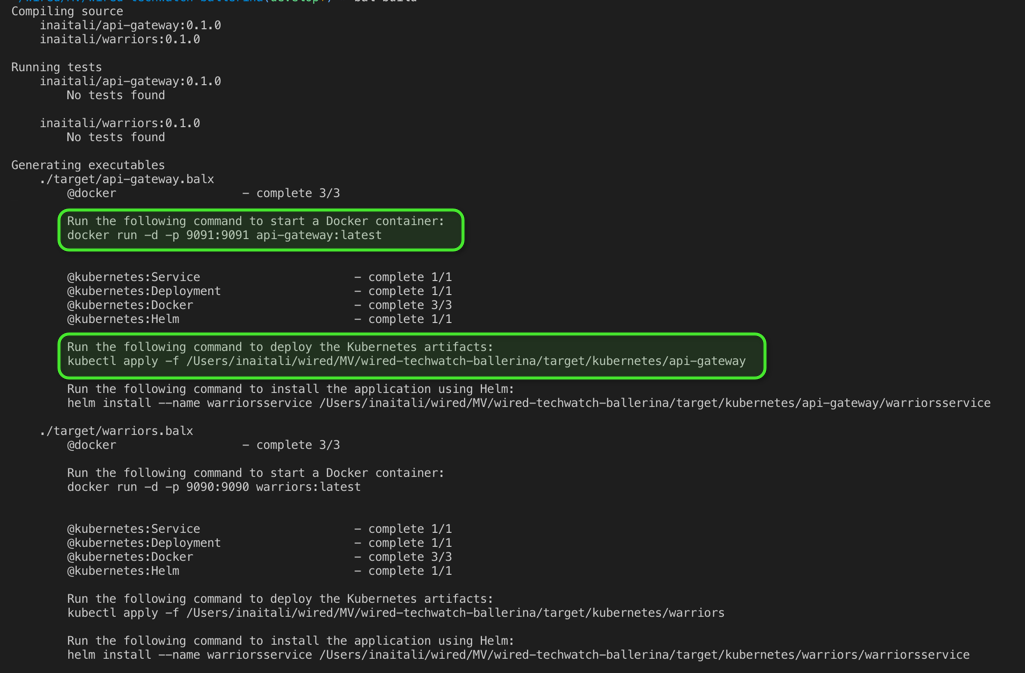 Compiling source
inaitali/api-gateway:0.1.0
inaitali/warriors:0.1.0
Running tests
inaitali/api-gateway:0.1.0
No tests found
inaitali/warriors:0.1.0
No tests found
Generating executables
./target/api-gateway.balx
@docker - complete 3/3
Run the following command to start a Docker container:
docker run -d -p 9091:9091 api-gateway:latest
@kubernetes:Service - complete 1/1
@kubernetes:Deployment - complete 1/1
@kubernetes:Docker - complete 3/3
@kubernetes:Helm - complete 1/1
Run the following command to deploy the Kubernetes artifacts:
kubectl apply -f /Users/inaitali/wired/MV/wired-techwatch-ballerina/target/kubernetes/api-gateway
Run the following command to install the application using Helm:
helm install --name warriorsservice /Users/inaitali/wired/MV/wired-techwatch-ballerina/target/kubernetes/api-gateway/warriorsservice
./target/warriors.balx
@docker - complete 3/3
Run the following command to start a Docker container:
docker run -d -p 9090:9090 warriors:latest
@kubernetes:Service - complete 1/1
@kubernetes:Deployment - complete 1/1
@kubernetes:Docker - complete 3/3
@kubernetes:Helm - complete 1/1
Run the following command to deploy the Kubernetes artifacts:
kubectl apply -f /Users/inaitali/wired/MV/wired-techwatch-ballerina/target/kubernetes/warriors
Run the following command to install the application using Helm:
helm install --name warriorsservice /Users/inaitali/wired/MV/wired-techwatch-ballerina/target/kubernetes/warriors/warriorsservice